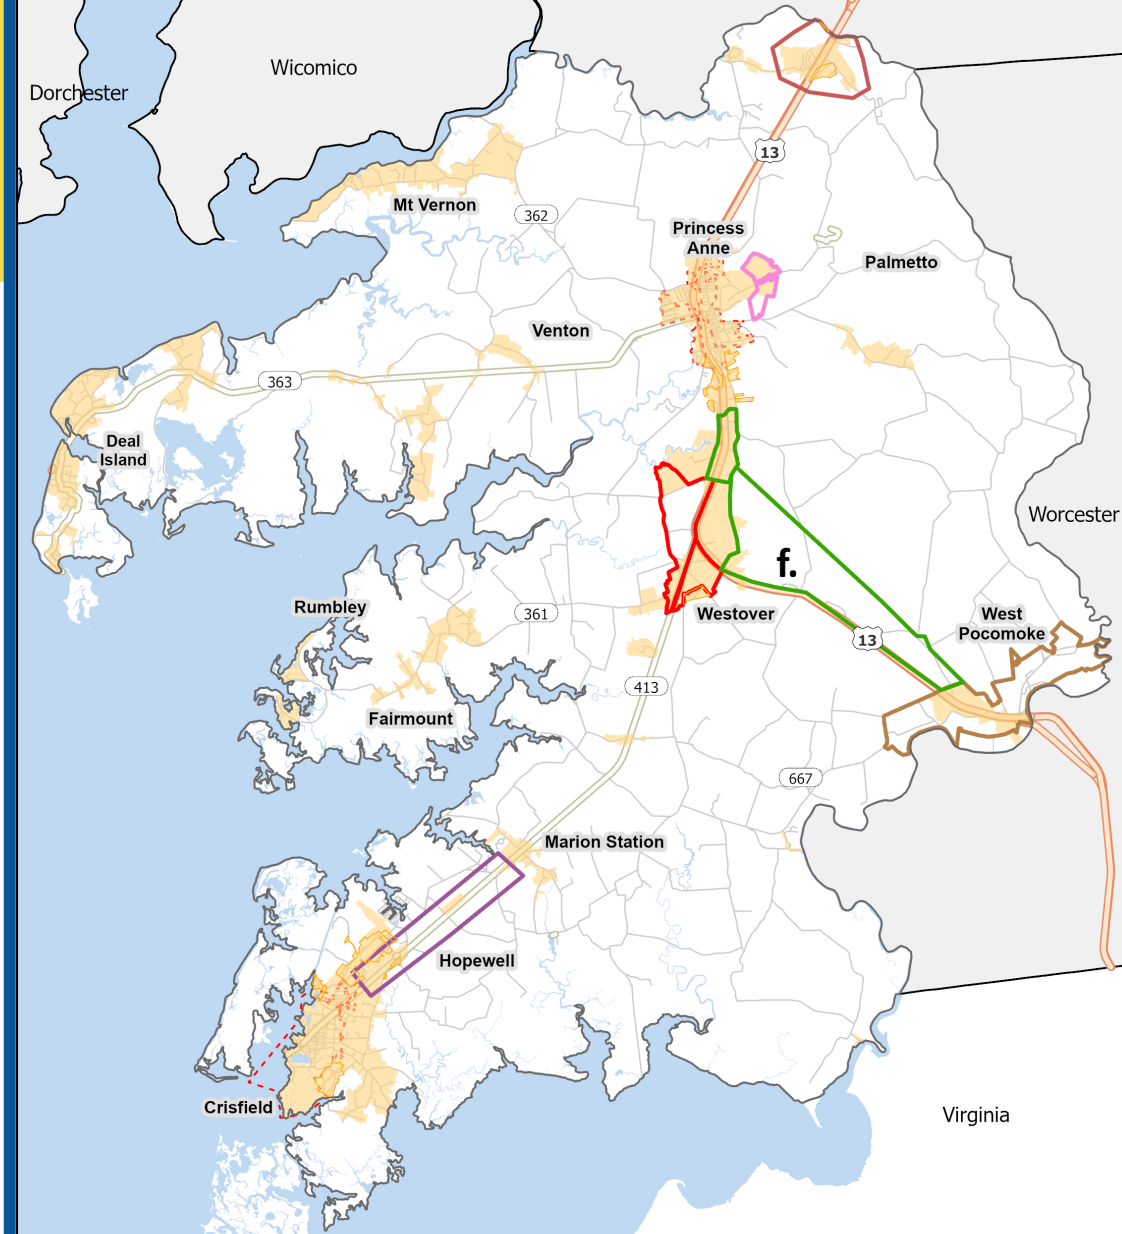 Wicomico
Dorchester
13
Mt Vernon
362
Princess
Anne
Palmetto
Venton
363
Deal
Island
Worcester
f.
Rumbley
361
Westover
West
Pocomoke
13
413
Fairmount
667
Marion Station
Hopewell
Crisfield
Virginia